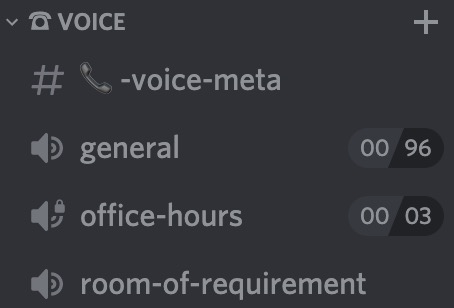 ☎ VOICE
# 📞-voice-meta
general 00 96
office-hours 00 03
room-of-requirement